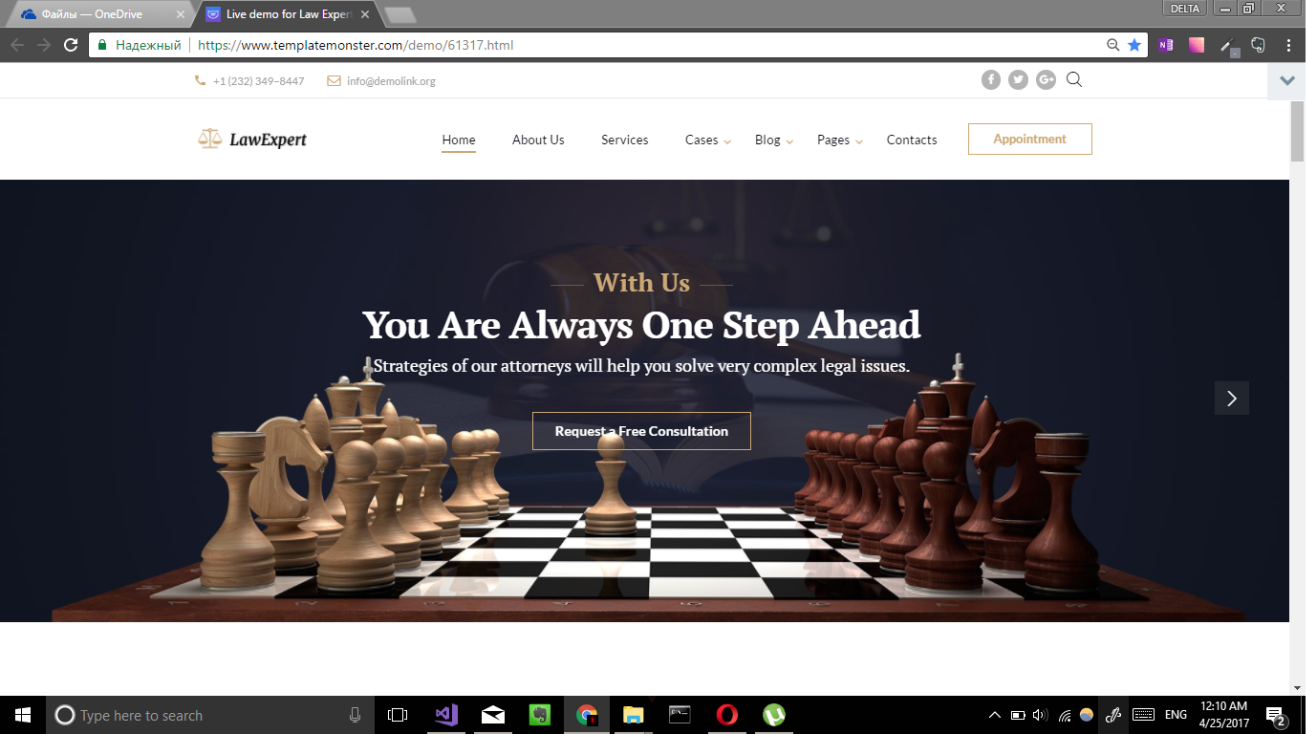 Файлы — OneDrive
Live demo for Law Expert
DELTA
Надежный
https://www.templatemonster.com/demo/61317.html
+1 (232) 349–8447
info@demolink.org
LawExpert
Home
About Us
Services
Cases
Blog
Pages
Contacts
Appointment
With Us
You Are Always One Step Ahead
Strategies of our attorneys will help you solve very complex legal issues.
Request a Free Consultation
Type here to search
ENG
12:10 AM
4/25/2017
2